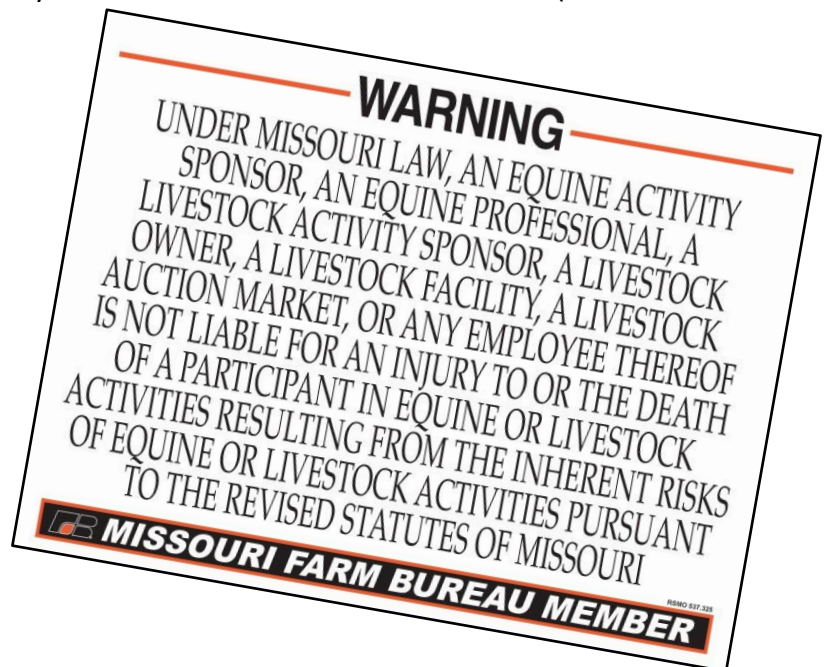 WARNING
UNDER MISSOURI LAW, AN EQUINE ACTIVITY
SPONSOR, AN EQUINE PROFESSIONAL, A
LIVESTOCK ACTIVITY SPONSOR, A LIVESTOCK
OWNER, A LIVESTOCK FACILITY, A LIVESTOCK
AUCTION MARKET, OR ANY EMPLOYEE THEREOF
IS NOT LIABLE FOR AN INJURY TO OR THE DEATH
OF A PARTICIPANT IN EQUINE OR LIVESTOCK
ACTIVITIES RESULTING FROM THE INHERENT RISKS
OF EQUINE OR LIVESTOCK ACTIVITIES PURSUANT
TO THE REVISED STATUTES OF MISSOURI
RSMO 537.325
FB MISSOURI FARM BUREAU MEMBER